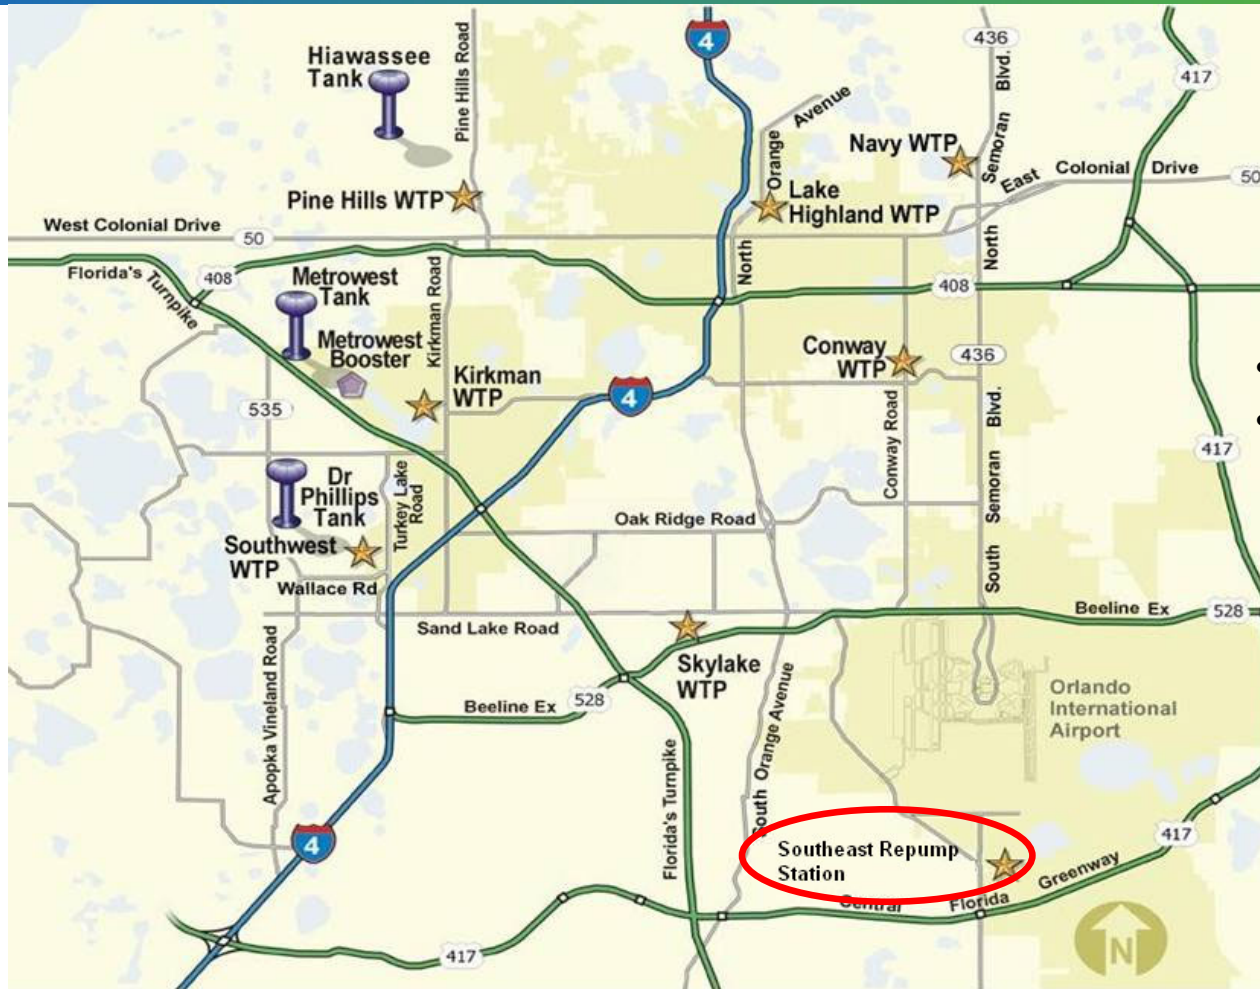 Hiawassee
Tank
Pine Hills Road
4
436
Semoran Blvd.
417
Orange Avenue
Navy WTP
Pine Hills WTP
Lake
Highland WTP
East Colonial Drive
50
West Colonial Drive
50
North
North
Florida's Turnpike
408
Metrowest
Tank
Kirkman Road
408
Metrowest
Booster
Conway
WTP
436
Kirkman
WTP
4
535
Conway Road
South Semoran Blvd.
417
Dr
Phillips
Tank
Turkey Lake
Road
Oak Ridge Road
Southwest
WTP
Wallace Rd
Sand Lake Road
Beeline Ex
528
Skylake
WTP
Apopka Vineland Road
Beeline Ex
528
Orlando
International
Airport
Florida's Turnpike
South Orange Avenue
4
Southeast Repump
Station
417
Central Florida Greenway
417
N